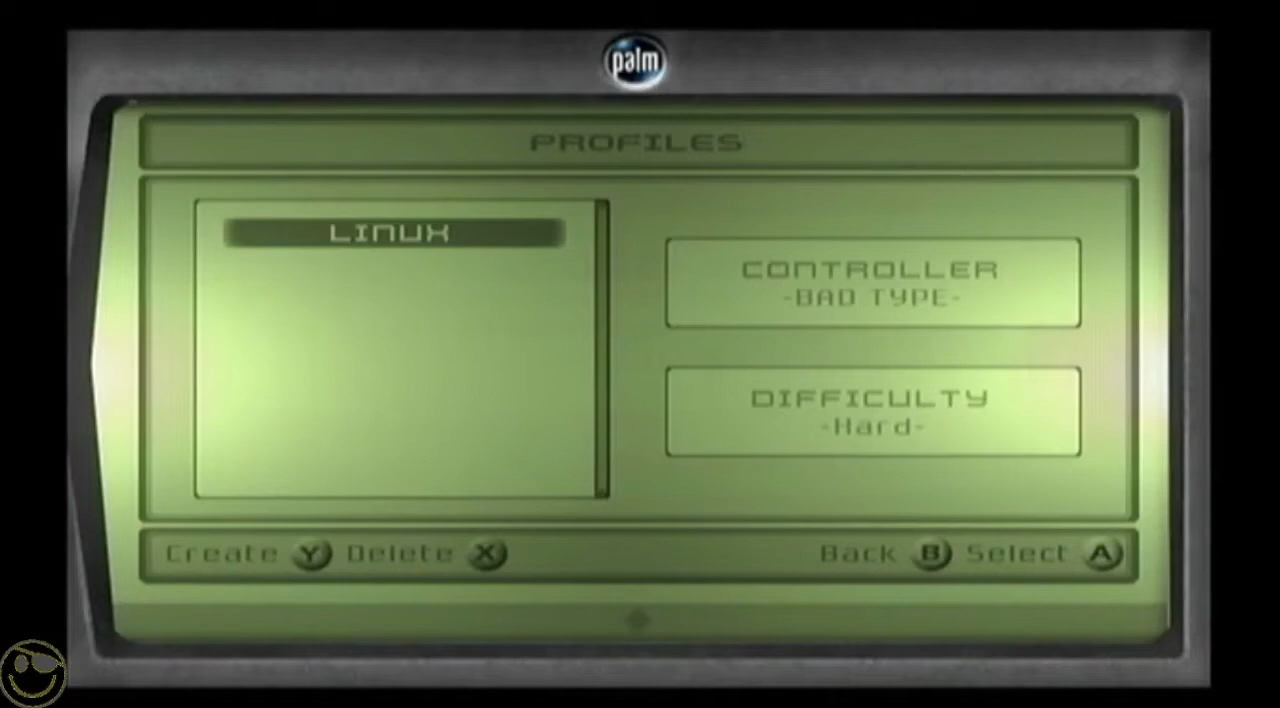 palm
PROFILES
LINUX
CONTROLLER
-BAD TYPE-
DIFFICULTY
-Hard-
Create Y Delete X Back B Select A